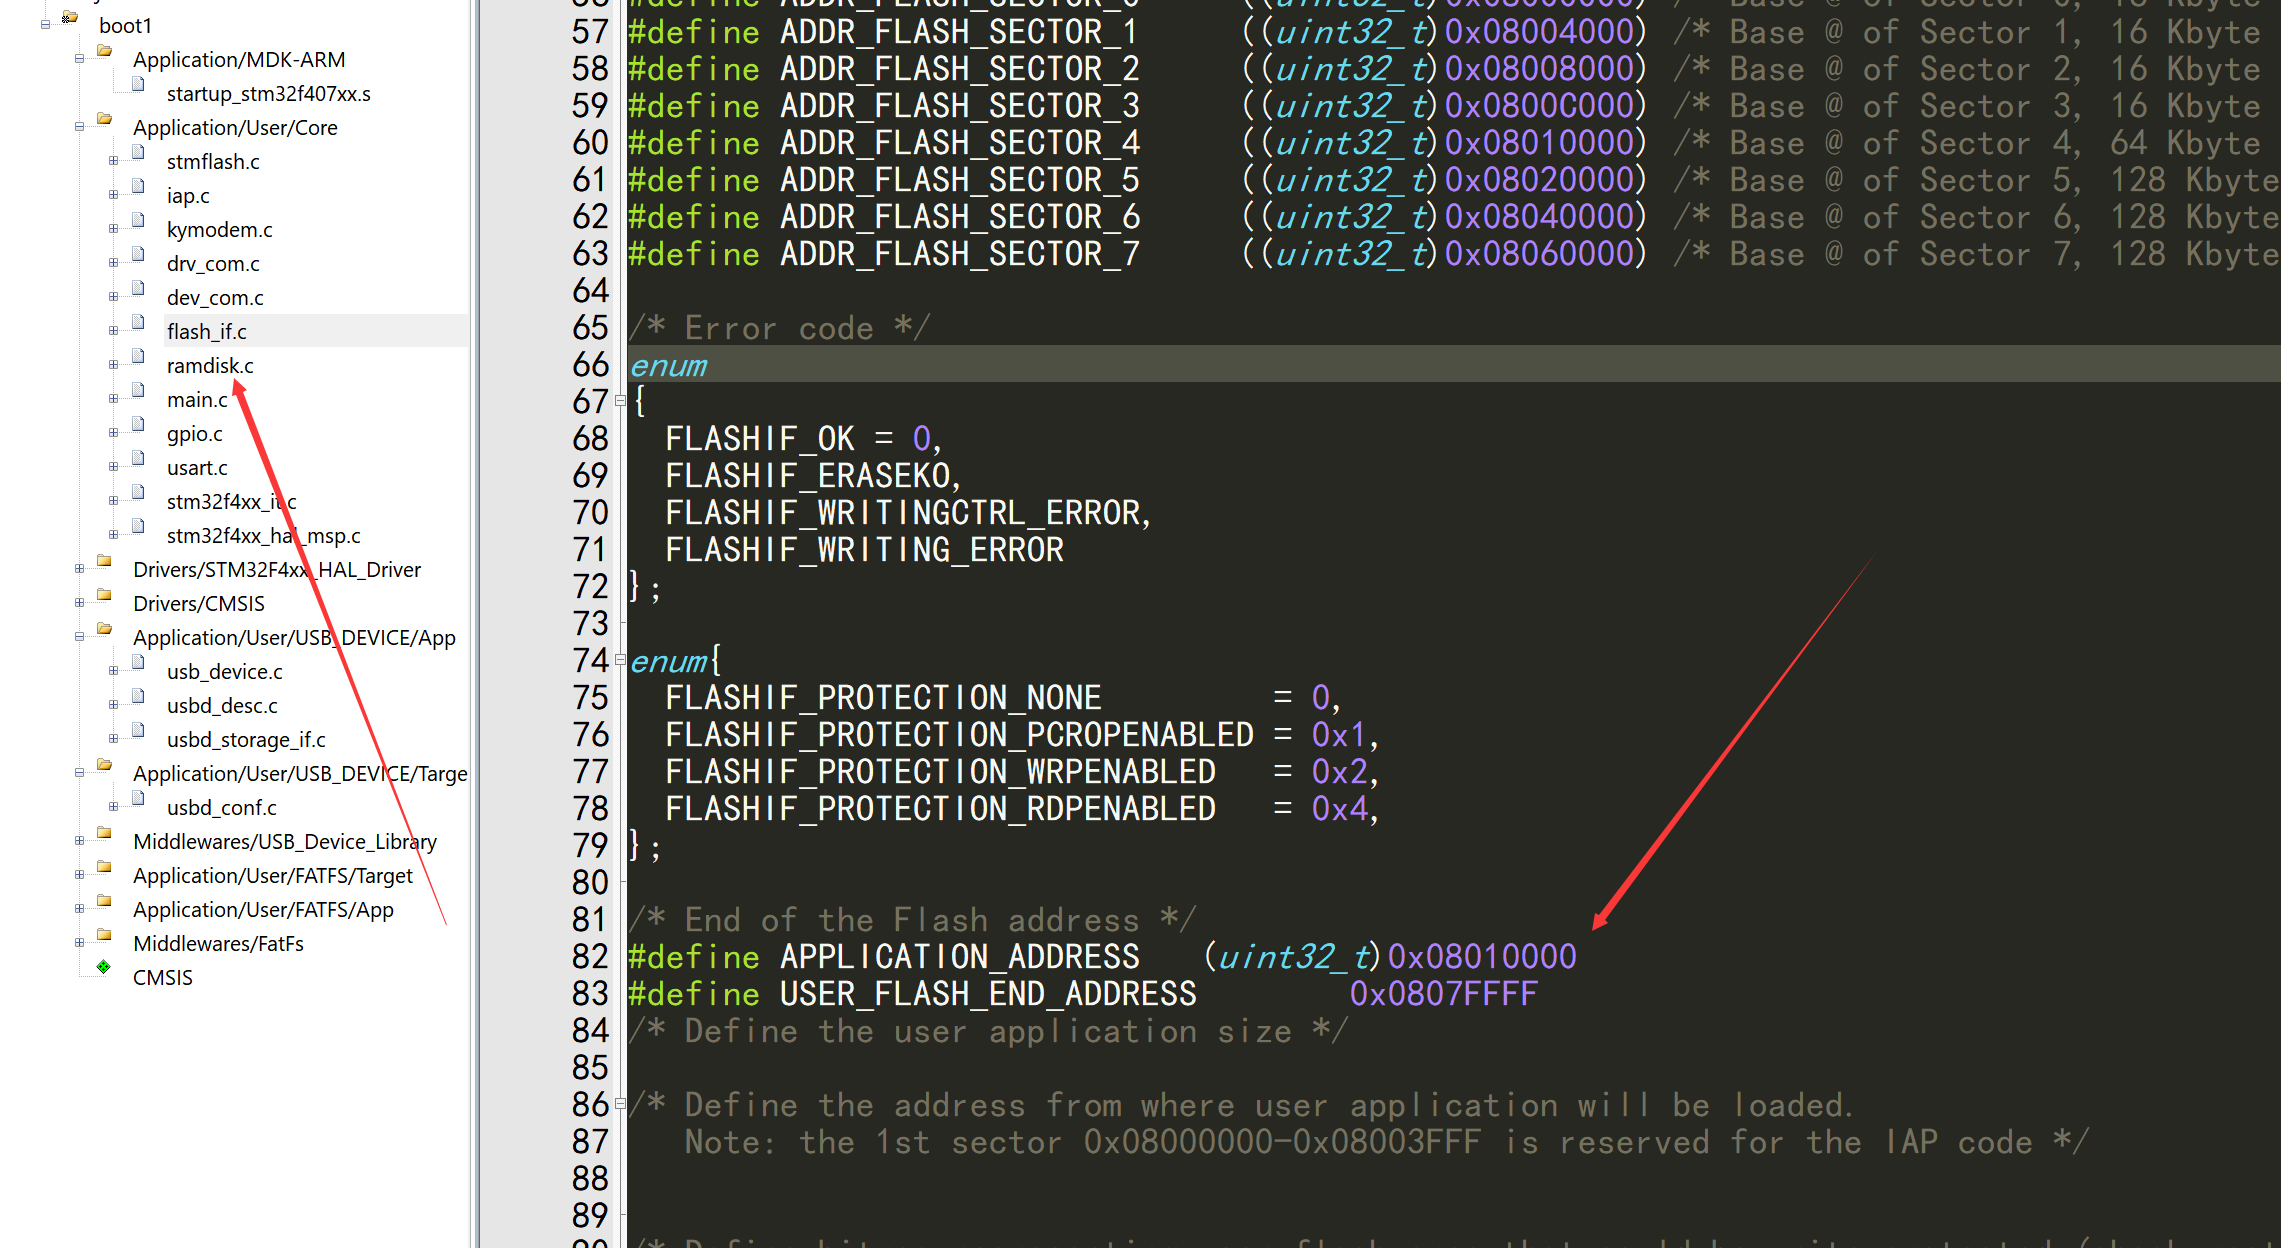 boot1
Application/MDK-ARM
startup_stm32f407xx.s
Application/User/Core
stmflash.c
iap.c
kymodem.c
drv_com.c
dev_com.c
flash_if.c
ramdisk.c
main.c
gpio.c
usart.c
stm32f4xx_it.c
stm32f4xx_hal_msp.c
Drivers/STM32F4xx_HAL_Driver
Drivers/CMSIS
Application/User/USB_DEVICE/App
usb_device.c
usbd_desc.c
usbd_storage_if.c
Application/User/USB_DEVICE/Targe
usbd_conf.c
Middlewares/USB_Device_Library
Application/User/FATFS/Target
Application/User/FATFS/App
Middlewares/FatFs
CMSIS
57 #define ADDR_FLASH_SECTOR_1 ((uint32_t)0x08004000) /* Base @ of Sector 1, 16 Kbyte
58 #define ADDR_FLASH_SECTOR_2 ((uint32_t)0x08008000) /* Base @ of Sector 2, 16 Kbyte
59 #define ADDR_FLASH_SECTOR_3 ((uint32_t)0x0800C000) /* Base @ of Sector 3, 16 Kbyte
60 #define ADDR_FLASH_SECTOR_4 ((uint32_t)0x08010000) /* Base @ of Sector 4, 64 Kbyte
61 #define ADDR_FLASH_SECTOR_5 ((uint32_t)0x08020000) /* Base @ of Sector 5, 128 Kbyte
62 #define ADDR_FLASH_SECTOR_6 ((uint32_t)0x08040000) /* Base @ of Sector 6, 128 Kbyte
63 #define ADDR_FLASH_SECTOR_7 ((uint32_t)0x08060000) /* Base @ of Sector 7, 128 Kbyte
64
65 /* Error code */
66 enum
67 {
68 FLASHIF_OK = 0,
69 FLASHIF_ERASEKO,
70 FLASHIF_WRITINGCTRL_ERROR,
71 FLASHIF_WRITING_ERROR
72 };
73
74 enum{
75 FLASHIF_PROTECTION_NONE = 0,
76 FLASHIF_PROTECTION_PCROPENABLED = 0x1,
77 FLASHIF_PROTECTION_WRPENABLED = 0x2,
78 FLASHIF_PROTECTION_RDPENABLED = 0x4,
79 };
80
81 /* End of the Flash address */
82 #define APPLICATION_ADDRESS (uint32_t)0x08010000
83 #define USER_FLASH_END_ADDRESS 0x0807FFFF
84 /* Define the user application size */
85
86 /* Define the address from where user application will be loaded.
87 Note: the 1st sector 0x08000000-0x08003FFF is reserved for the IAP code */
88
89